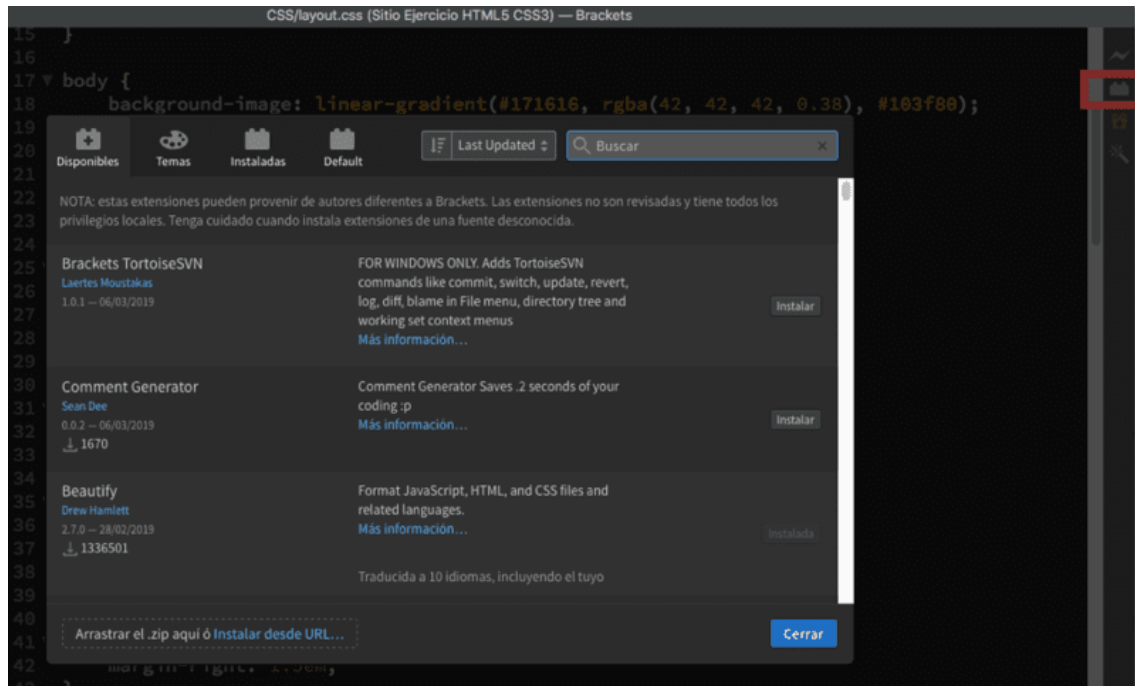 CSS/layout.css (Sitio Ejercicio HTML5 CSS3) — Brackets
15 }
16
17 body {
18 background-image: linear-gradient(#171616, rgba(42, 42, 42, 0.38), #103f80);
19
20
21
22
23
24
25
26
27
28
29
30
31
32
33
34
35
36
37
38
39
40
41
42
Disponibles Temas Instaladas Default Last Updated Buscar
NOTA: estas extensiones pueden provenir de autores diferentes a Brackets. Las extensiones no son revisadas y tiene todos los
privilegios locales. Tenga cuidado cuando instala extensiones de una fuente desconocida.
Brackets TortoiseSVN
Laertes Moustakas
1.0.1 — 06/03/2019
FOR WINDOWS ONLY. Adds TortoiseSVN
commands like commit, switch, update, revert,
log, diff, blame in File menu, directory tree and
working set context menus
Más información...
Instalar
Comment Generator
Sean Dee
0.0.2 — 06/03/2019
1670
Comment Generator Saves .2 seconds of your
coding :p
Más información...
Instalar
Beautify
Drew Hamlett
2.7.0 — 28/02/2019
1336501
Format JavaScript, HTML, and CSS files and
related languages.
Más información...
Traducida a 10 idiomas, incluyendo el tuyo
Instalada
Arrastrar el .zip aquí ó Instalar desde URL...
Cerrar